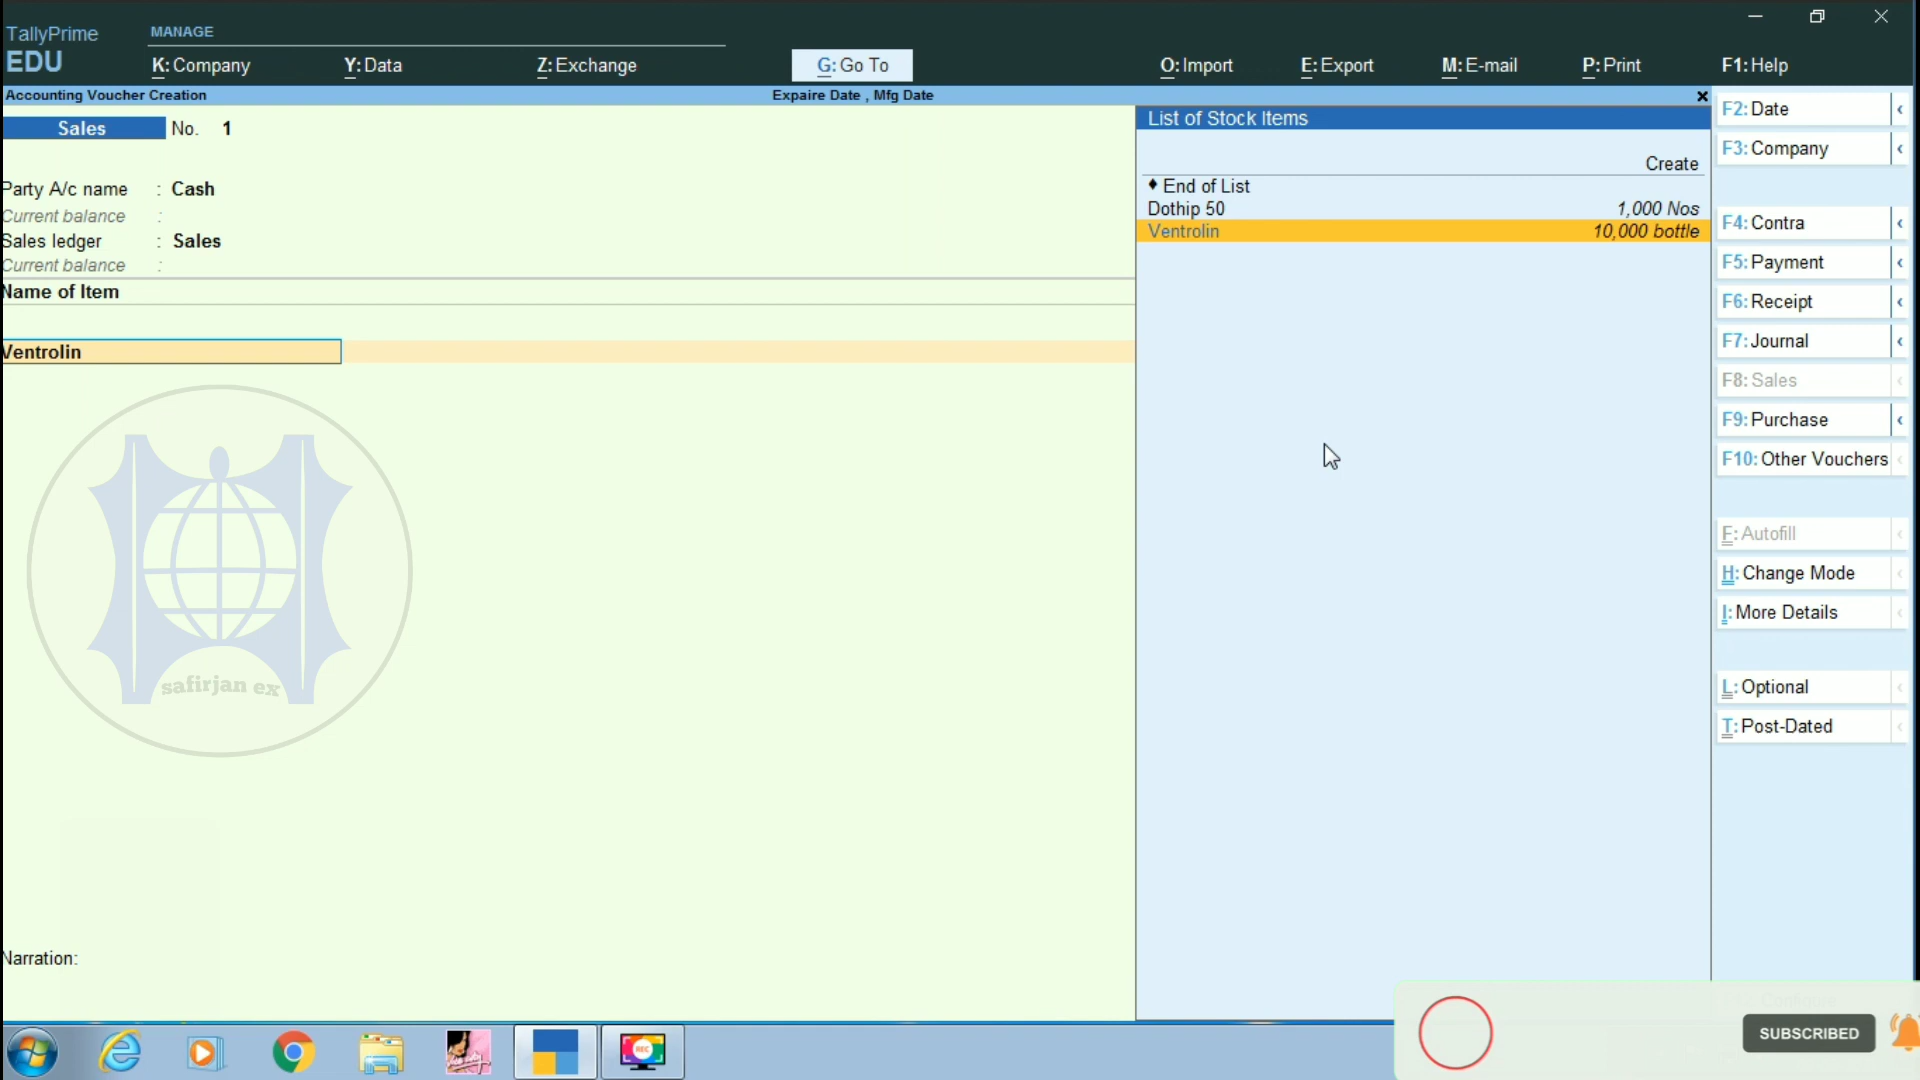 TallyPrime
EDU
MANAGE
K: Company
Y: Data
Z: Exchange
G: Go To
O: Import
E: Export
M: E-mail
P: Print
F1: Help
Accounting Voucher Creation
Expaire Date , Mfg Date
Sales No. 1
Party A/c name : Cash
Current balance :
Sales ledger : Sales
Current balance :
Name of Item
Ventrolin
safirjan ex
Narration:
List of Stock Items
Create
♦ End of List
Dothip 50 1,000 Nos
Ventrolin 10,000 bottle
F2: Date
F3: Company
F4: Contra
F5: Payment
F6: Receipt
F7: Journal
F8: Sales
F9: Purchase
F10: Other Vouchers
F: Autofill
H: Change Mode
I: More Details
L: Optional
T: Post-Dated
REC
SUBSCRIBED